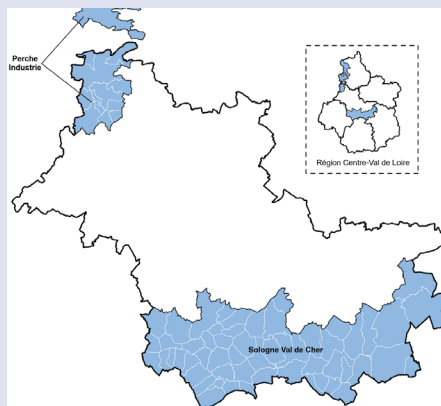 Perche
Industrie
Région Centre-Val de Loire
Sologne Val de Cher